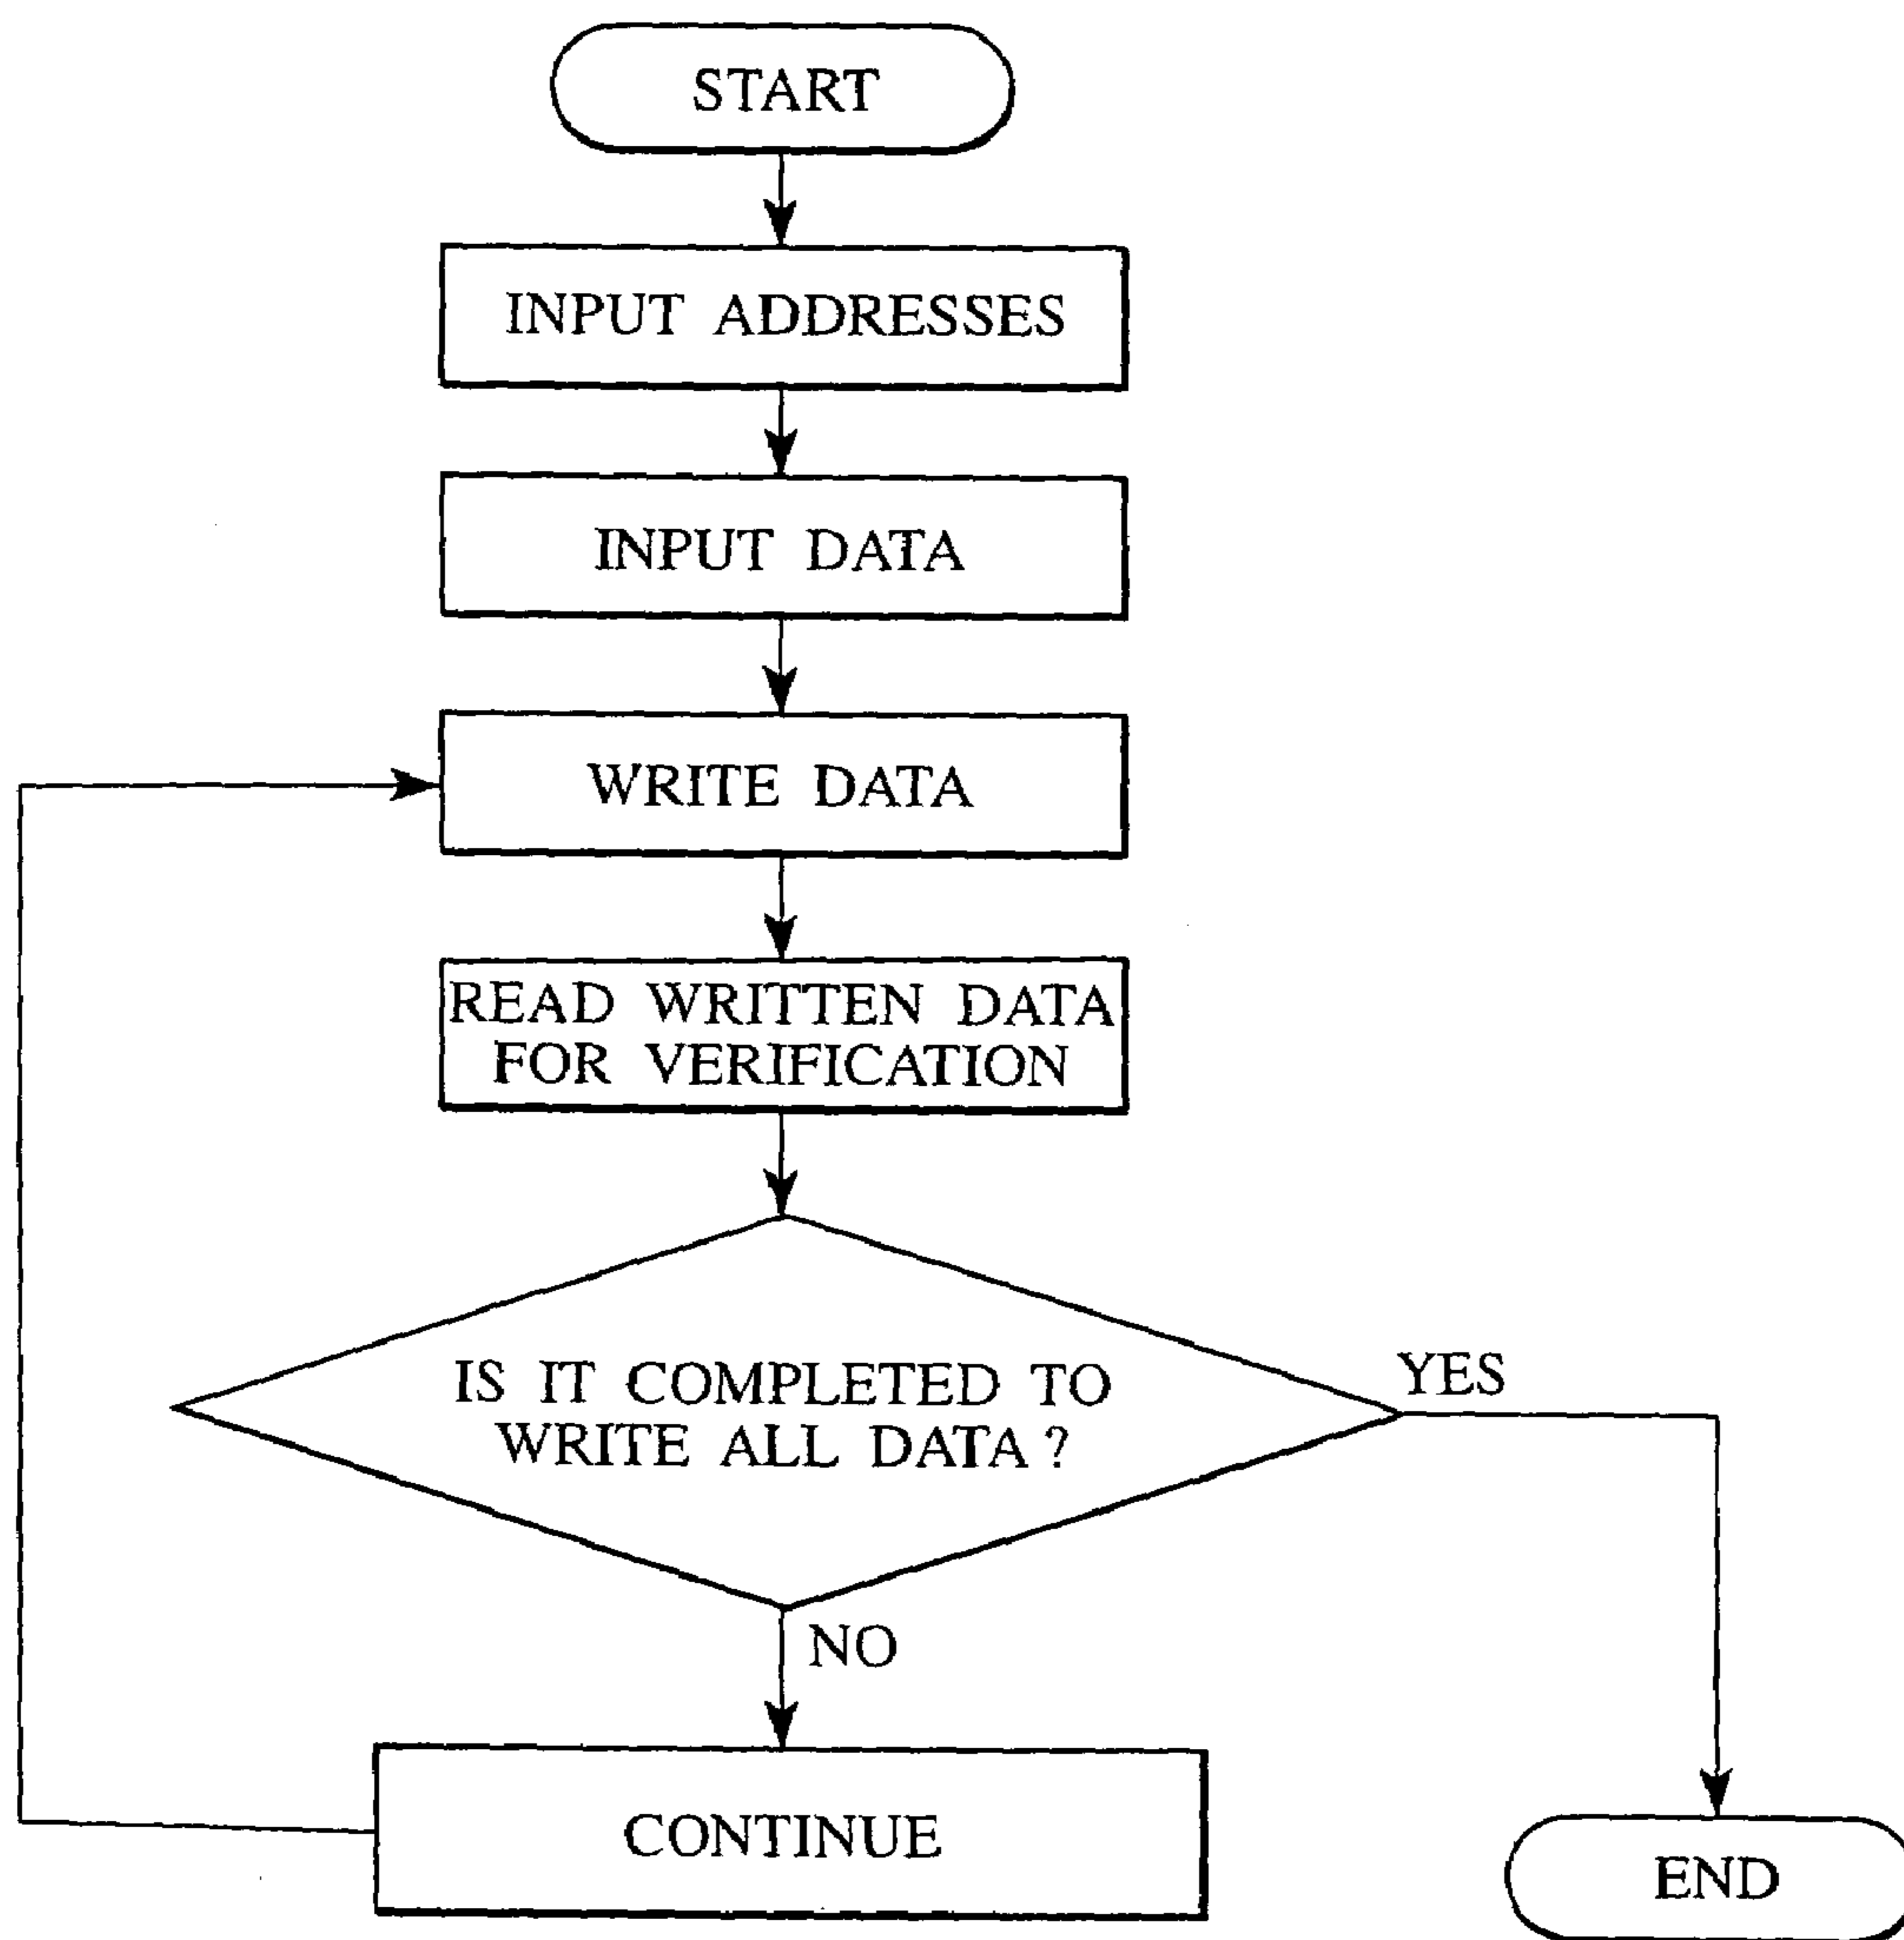 START
INPUT ADDRESSES
INPUT DATA
WRITE DATA
READ WRITTEN DATA
FOR VERIFICATION
IS IT COMPLETED TO
WRITE ALL DATA?
YES
NO
CONTINUE
END